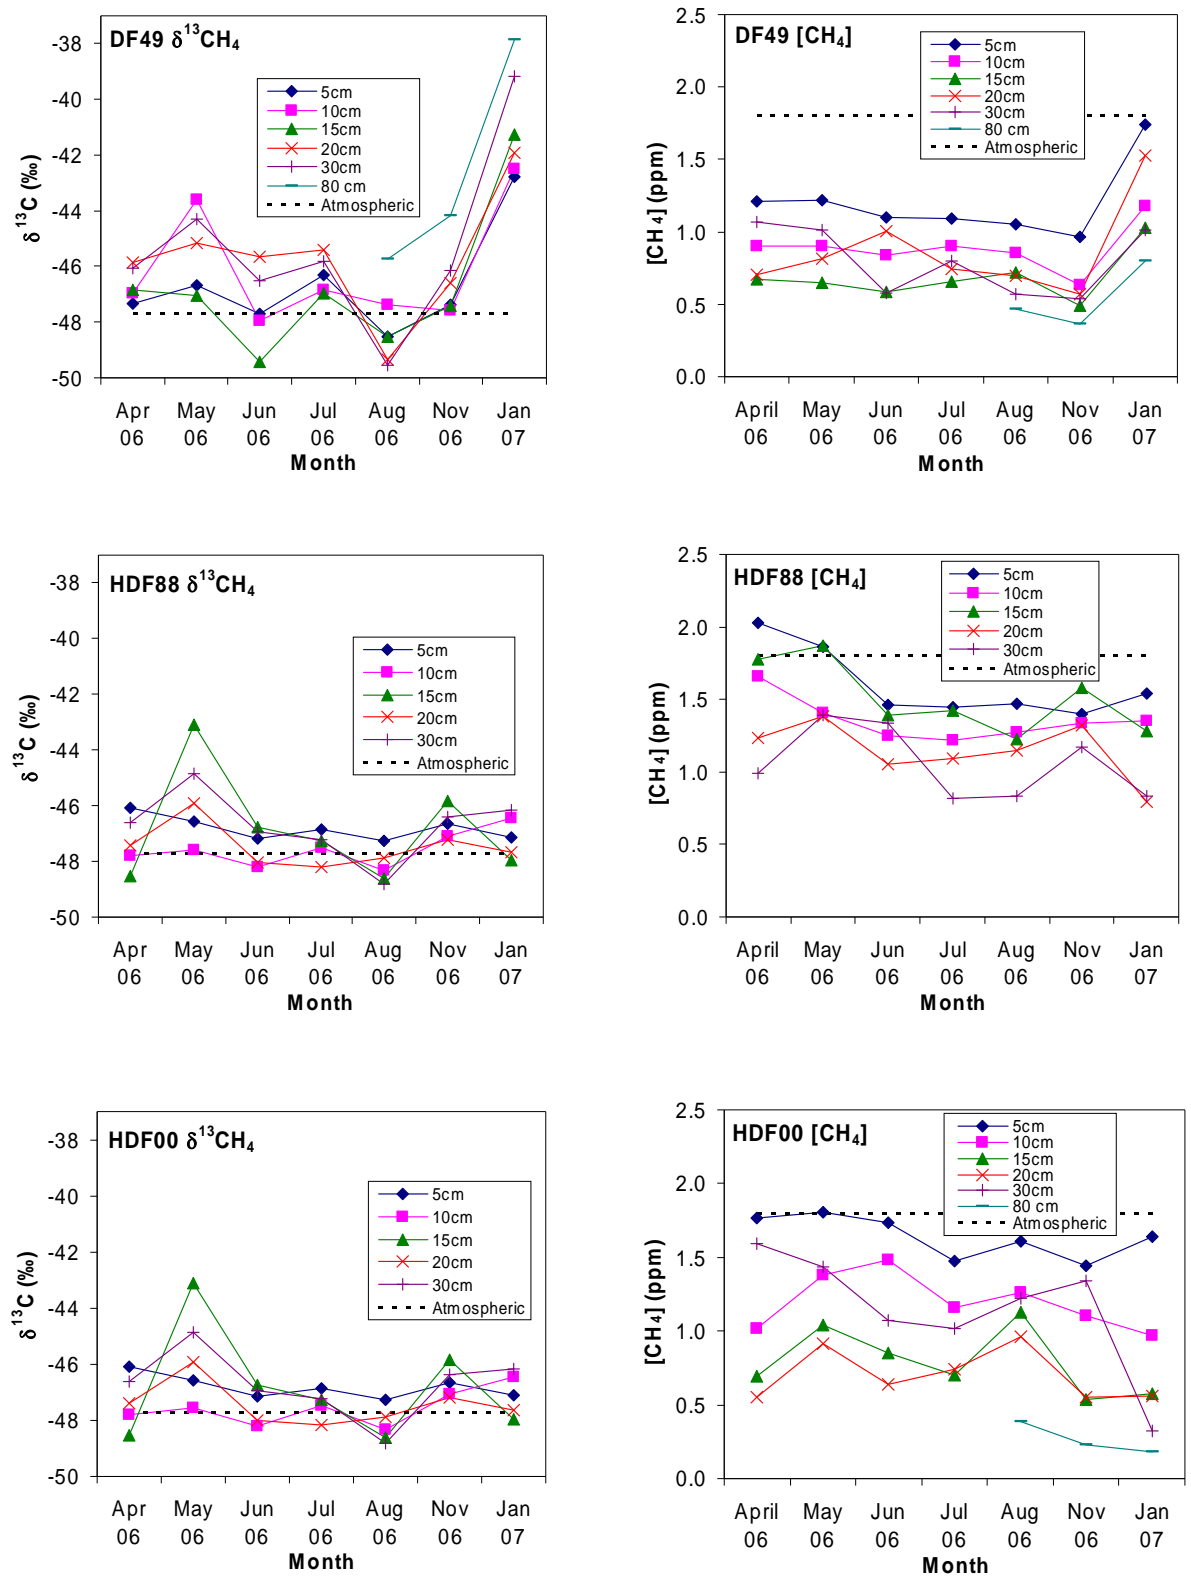 DF49 δ¹³CH₄
δ ¹³C (‰)
-38
-40
-42
-44
-46
-48
-50
5cm
10cm
15cm
20cm
30cm
80 cm
Atmospheric
Apr 06
May 06
Jun 06
Jul 06
Aug 06
Nov 06
Jan 07
Month
DF49 [CH₄]
[CH₄] (ppm)
2.5
2.0
1.5
1.0
0.5
0.0
5cm
10cm
15cm
20cm
30cm
80 cm
Atmospheric
April 06
May 06
Jun 06
Jul 06
Aug 06
Nov 06
Jan 07
Month
HDF88 δ¹³CH₄
δ ¹³C (‰)
-38
-40
-42
-44
-46
-48
-50
5cm
10cm
15cm
20cm
30cm
Atmospheric
Apr 06
May 06
Jun 06
Jul 06
Aug 06
Nov 06
Jan 07
Month
HDF88 [CH₄]
[CH₄] (ppm)
2.5
2.0
1.5
1.0
0.5
0.0
5cm
10cm
15cm
20cm
30cm
Atmospheric
April 06
May 06
Jun 06
Jul 06
Aug 06
Nov 06
Jan 07
Month
HDF00 δ¹³CH₄
δ ¹³C (‰)
-38
-40
-42
-44
-46
-48
-50
5cm
10cm
15cm
20cm
30cm
Atmospheric
Apr 06
May 06
Jun 06
Jul 06
Aug 06
Nov 06
Jan 07
Month
HDF00 [CH₄]
[CH₄] (ppm)
2.5
2.0
1.5
1.0
0.5
0.0
5cm
10cm
15cm
20cm
30cm
80 cm
Atmospheric
April 06
May 06
Jun 06
Jul 06
Aug 06
Nov 06
Jan 07
Month